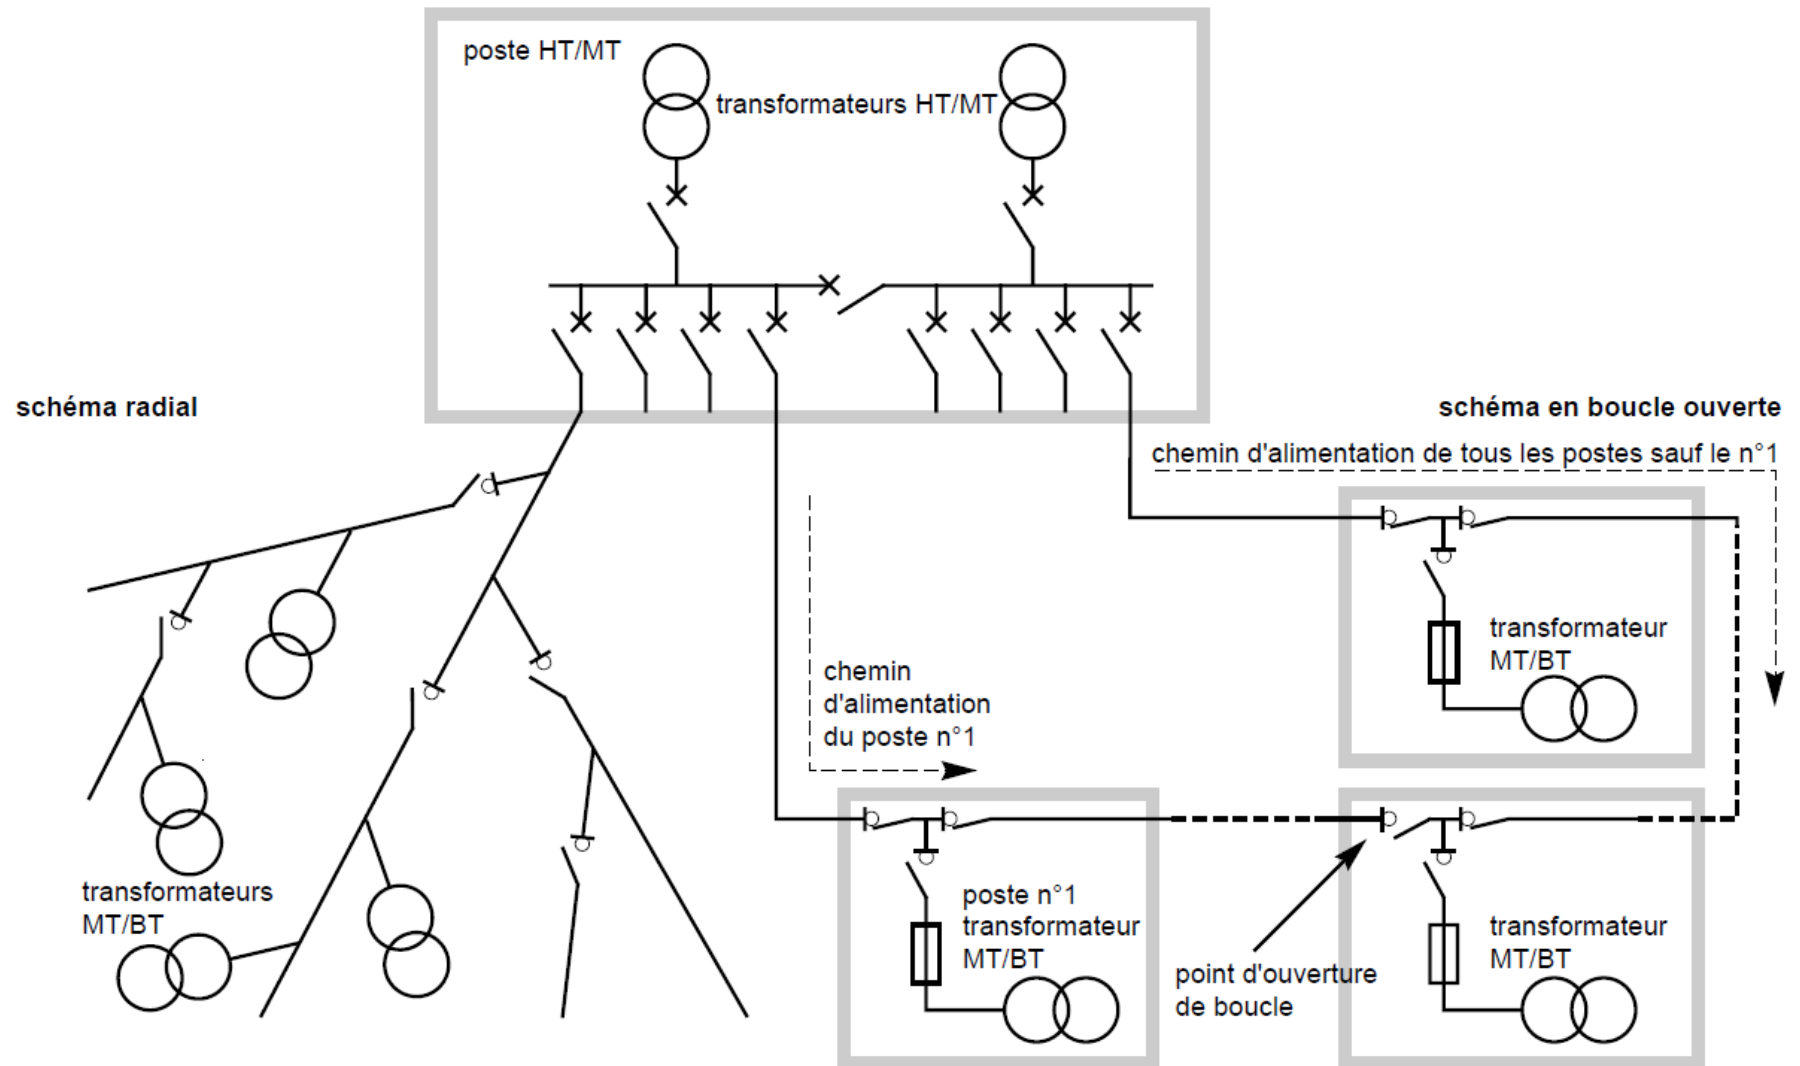 poste HT/MT
transformateurs HT/MT
schéma radial
schéma en boucle ouverte
chemin d'alimentation de tous les postes sauf le n°1
transformateur
MT/BT
chemin
d'alimentation
du poste n°1
transformateurs
MT/BT
poste n°1
transformateur
MT/BT
point d'ouverture
de boucle
transformateur
MT/BT